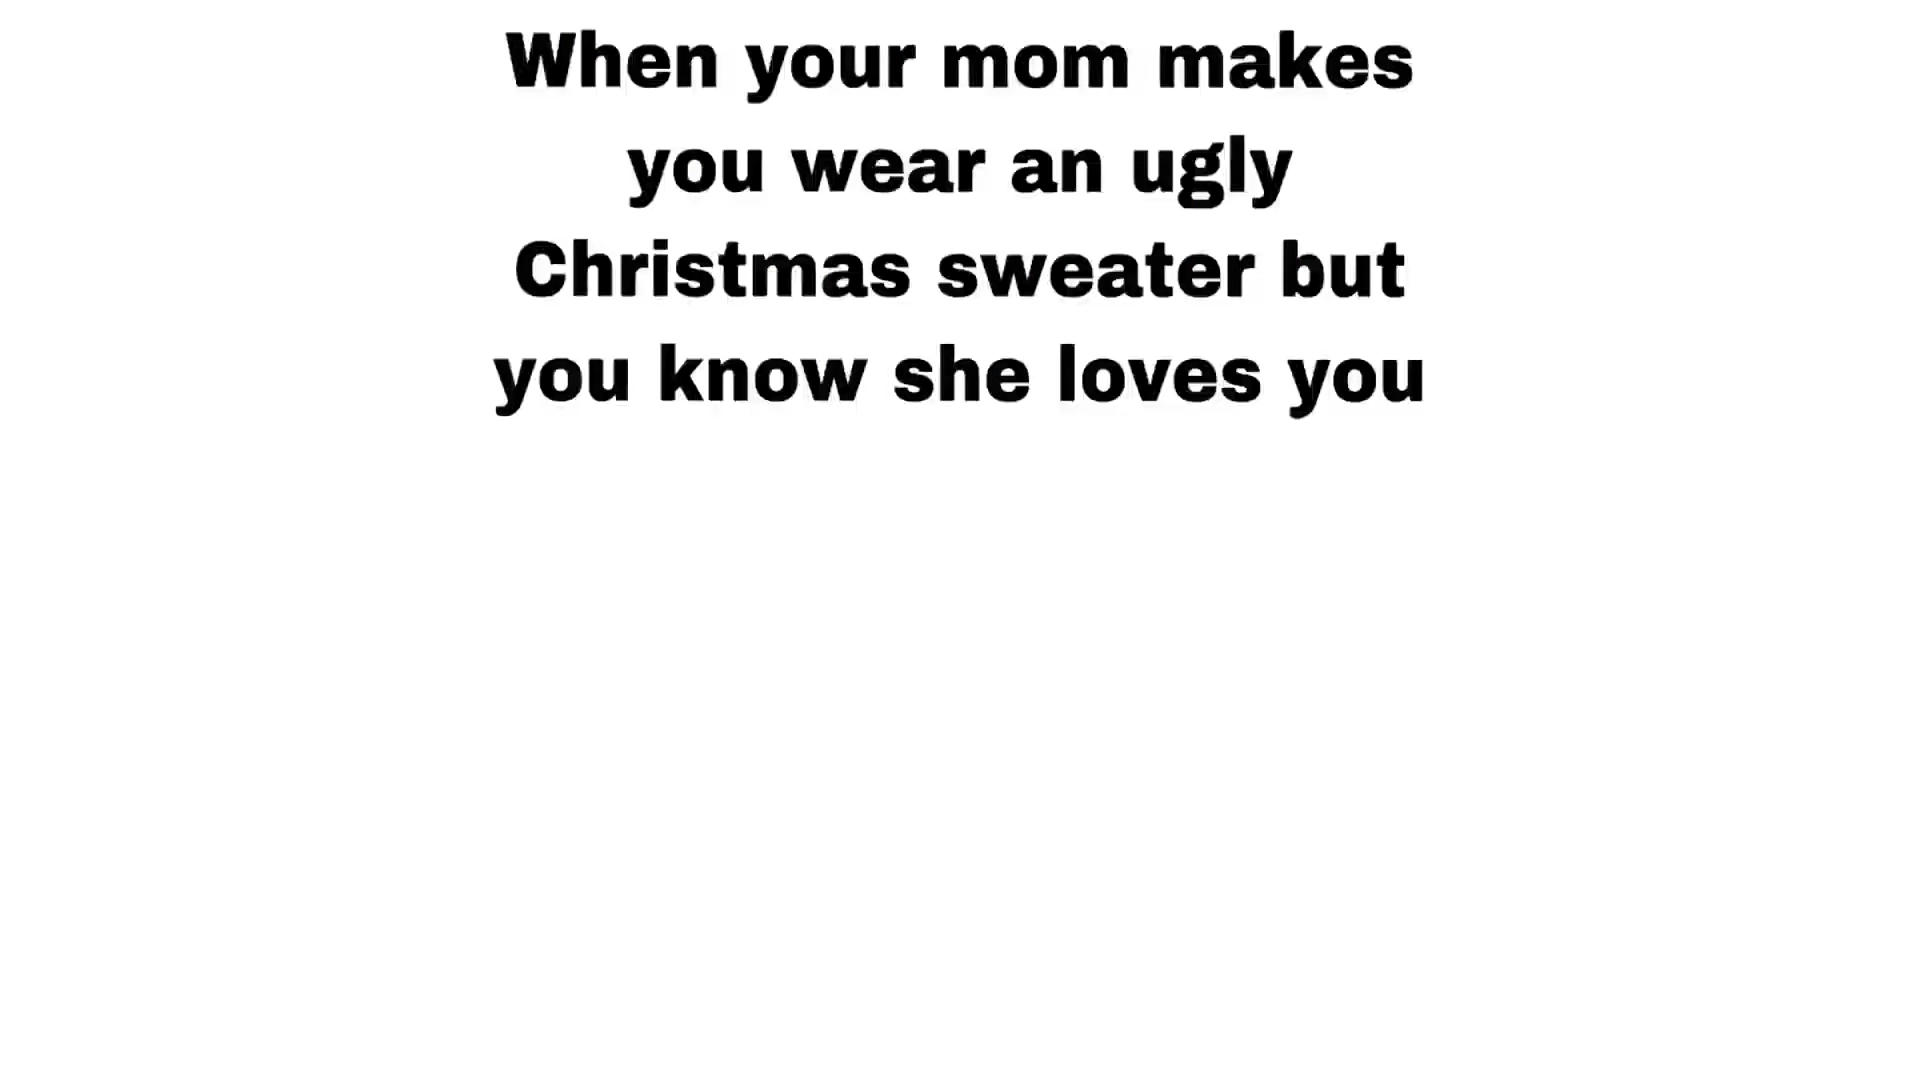 When your mom makes
you wear an ugly
Christmas sweater but
you know she loves you